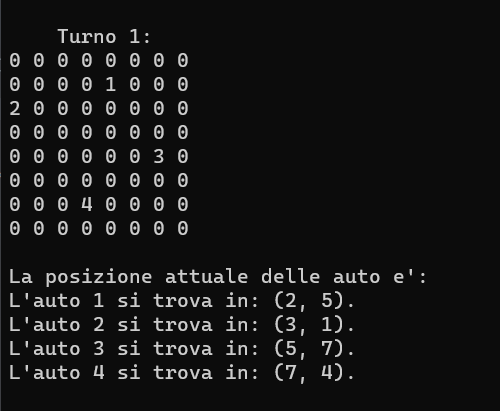 Turno 1:
0 0 0 0 0 0 0 0
0 0 0 0 1 0 0 0
2 0 0 0 0 0 0 0
0 0 0 0 0 0 0 0
0 0 0 0 0 0 3 0
0 0 0 0 0 0 0 0
0 0 0 4 0 0 0 0
0 0 0 0 0 0 0 0
La posizione attuale delle auto e':
L'auto 1 si trova in: (2, 5).
L'auto 2 si trova in: (3, 1).
L'auto 3 si trova in: (5, 7).
L'auto 4 si trova in: (7, 4).